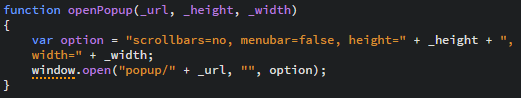 function openPopup(_url, _height, _width)
{
var option = "scrollbars=no, menubar=false, height=" + _height + ",
width=" + _width;
window.open("popup/" + _url, "", option);
}